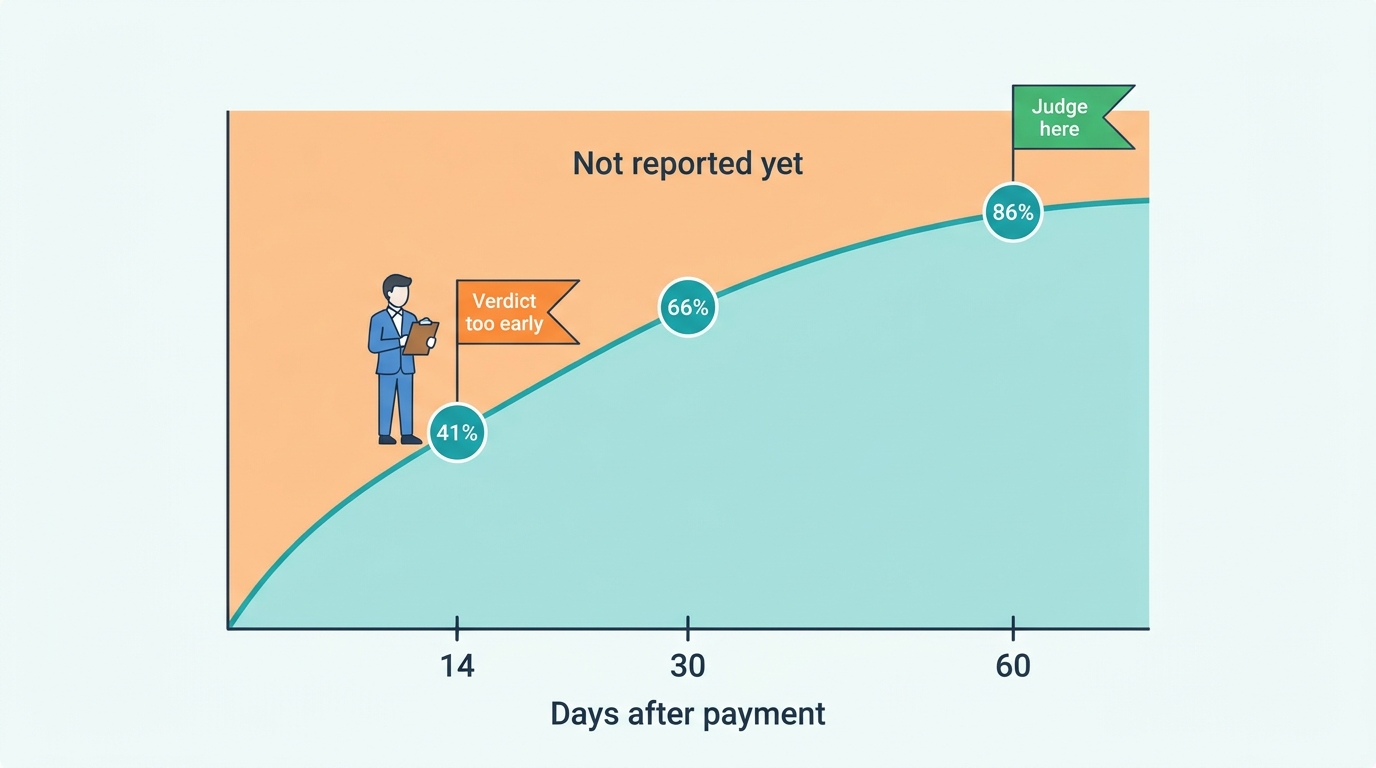 Judge
here
Not reported yet
86%
Verdict
too early
66%
41%
14
30
60
Days after payment